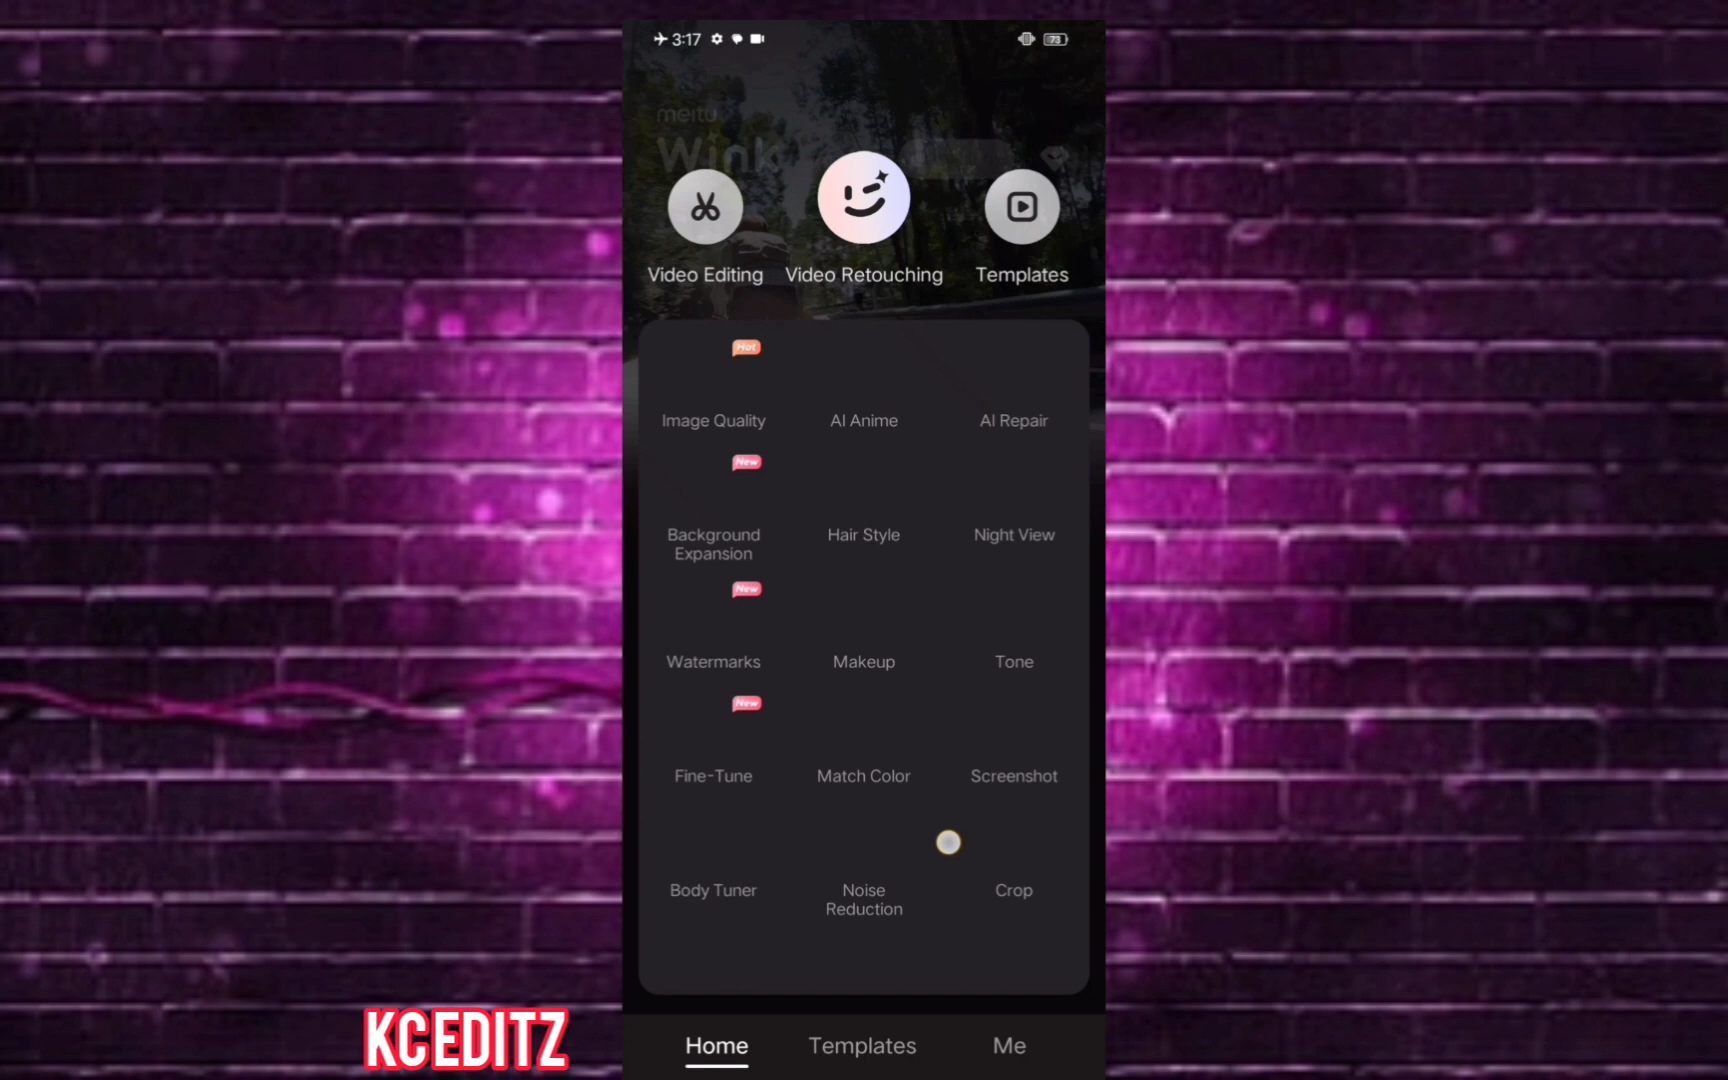 3:17
73
meitu
Wink
Video Editing
Video Retouching
Templates
Hot
Image Quality
AI Anime
AI Repair
New
Background
Expansion
Hair Style
Night View
New
Watermarks
Makeup
Tone
New
Fine-Tune
Match Color
Screenshot
Body Tuner
Noise
Reduction
Crop
KCEDITZ
Home
Templates
Me